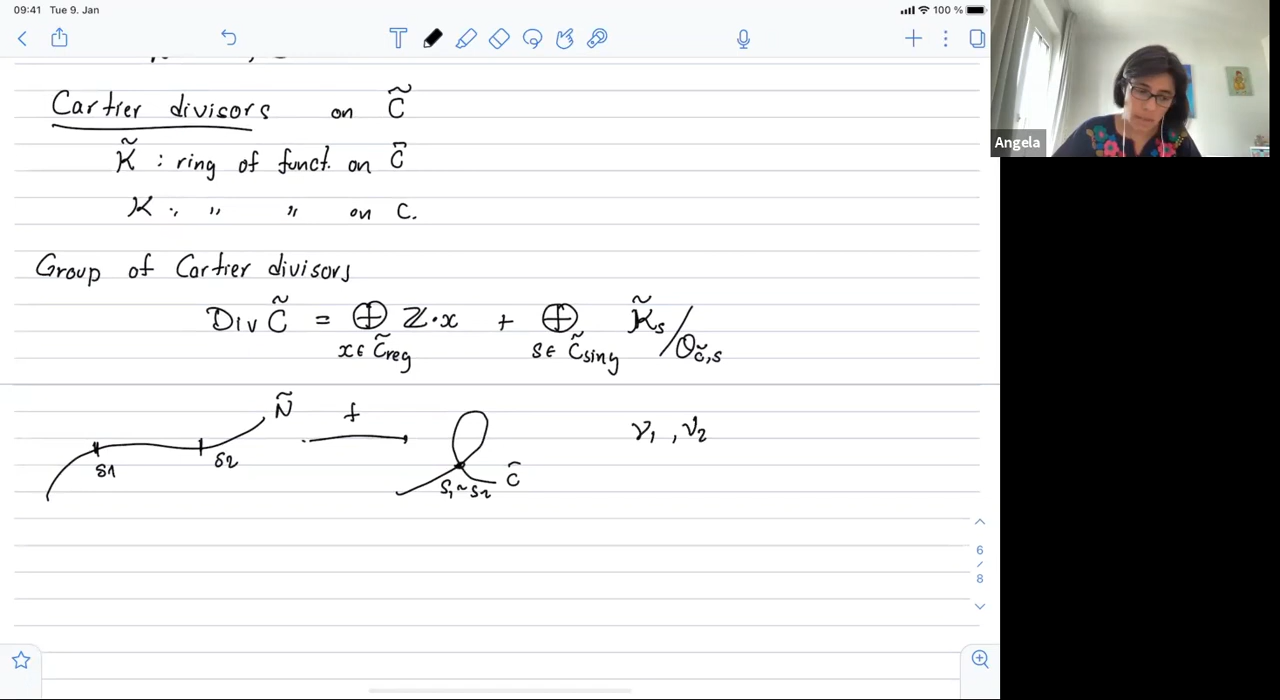 09:41 Tue 9. Jan
100 %
T
Angela
Cartier divisors on C̃
K̃ : ring of funct. on C̃
K : " " on C.
Group of Cartier divisors
Div C̃ = ⊕ ℤ·x + ⊕ K̃s / O C̃,s
x ∈ C̃reg s ∈ C̃sing
Ñ f ν1 , ν2
s1 s2 s1 ~ s2 C̃
6
/
8